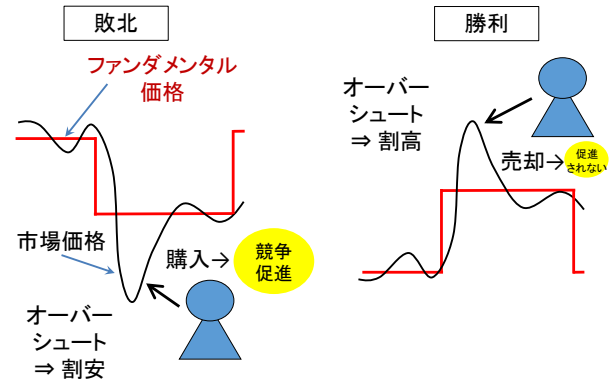 敗北
ファンダメンタル
価格
市場価格
購入→
競争
促進
オーバー
シュート
⇒ 割安
勝利
オーバー
シュート
⇒ 割高
売却→
促進
されない